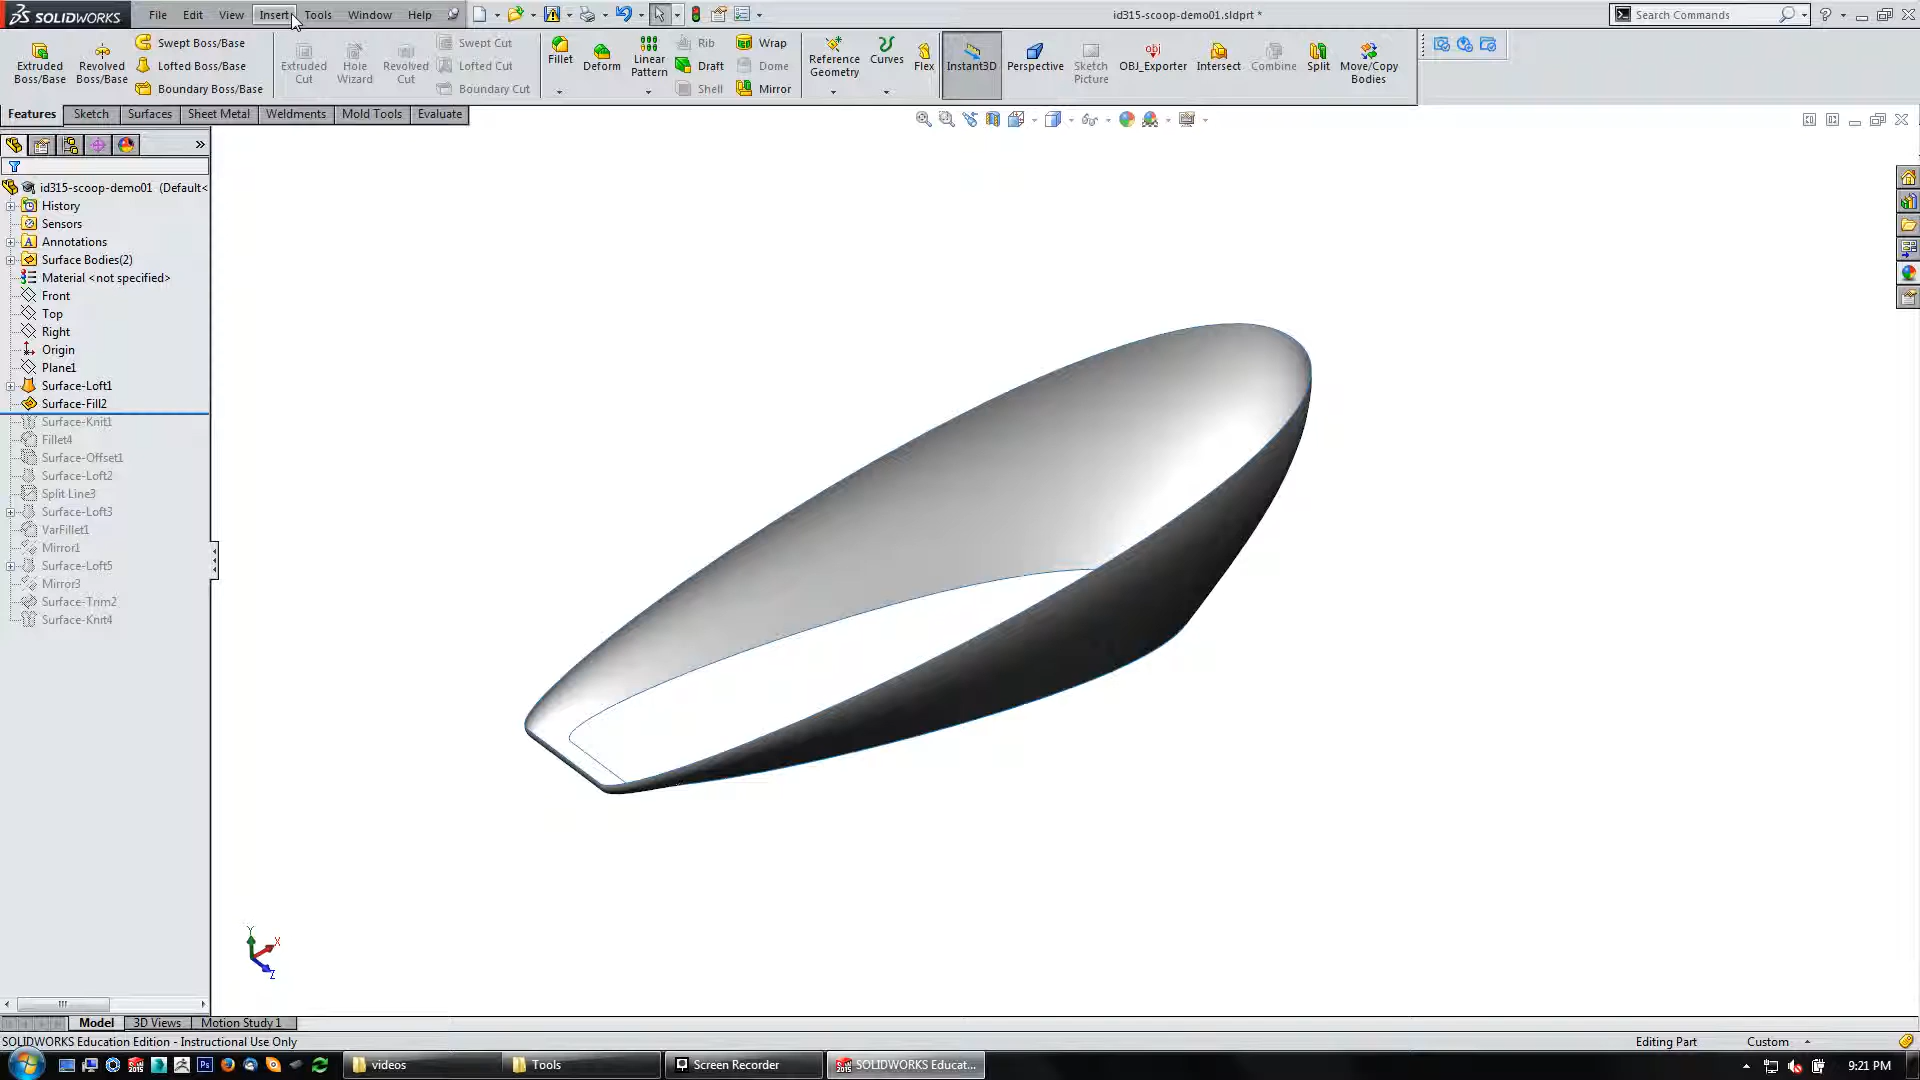 SOLIDWORKS File Edit View Insert Tools Window Help id315-scoop-demo01.sldprt * Search Commands
Extruded Boss/Base
Revolved Boss/Base
Swept Boss/Base
Lofted Boss/Base
Boundary Boss/Base
Extruded Cut
Hole Wizard
Revolved Cut
Swept Cut
Lofted Cut
Boundary Cut
Fillet
Deform
Linear Pattern
Rib
Draft
Shell
Wrap
Dome
Mirror
Reference Geometry
Curves
Flex
Instant3D
Perspective
Sketch Picture
OBJ_Exporter
Intersect
Combine
Split
Move/Copy Bodies
Features Sketch Surfaces Sheet Metal Weldments Mold Tools Evaluate
id315-scoop-demo01 (Default<
History
Sensors
Annotations
Surface Bodies(2)
Material <not specified>
Front
Top
Right
Origin
Plane1
Surface-Loft1
Surface-Fill2
Surface-Knit1
Fillet4
Surface-Offset1
Surface-Loft2
Split Line3
Surface-Loft3
VarFillet1
Mirror1
Surface-Loft5
Mirror3
Surface-Trim2
Surface-Knit4
Y
X
Z
Model 3D Views Motion Study 1
SOLIDWORKS Education Edition - Instructional Use Only Editing Part Custom
videos Tools Screen Recorder SOLIDWORKS Educat... 9:21 PM